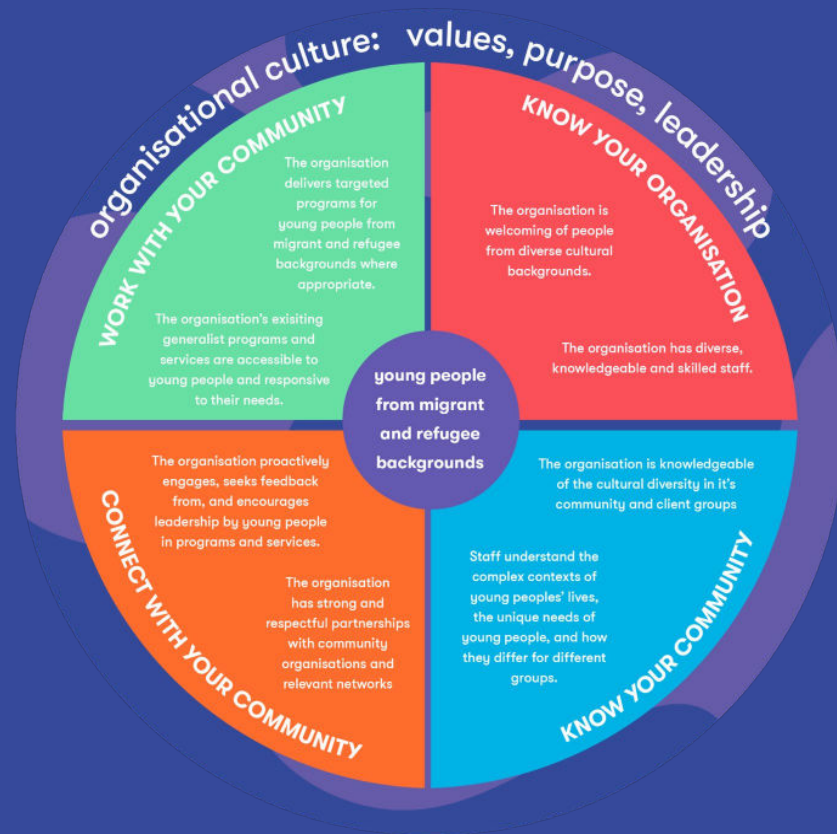 organisational culture: values, purpose, leadership
WORK WITH YOUR COMMUNITY
The organisation
delivers targeted
programs for
young people from
migrant and refugee
backgrounds where
appropriate.
The organisation's exisiting
generalist programs and
services are accessible to
young people and responsive
to their needs.
KNOW YOUR ORGANISATION
The organisation is
welcoming of people
from diverse cultural
backgrounds.
The organisation has diverse,
knowledgeable and skilled staff.
young people
from migrant
and refugee
backgrounds
The organisation proactively
engages, seeks feedback
from, and encourages
leadership by young people
in programs and services.
The organisation
has strong and
respectful partnerships
with community
organisations and
relevant networks
CONNECT WITH YOUR COMMUNITY
The organisation is knowledgeable
of the cultural diversity in it's
community and client groups
Staff understand the
complex contexts of
young peoples' lives,
the unique needs of
young people, and how
they differ for different
groups.
KNOW YOUR COMMUNITY